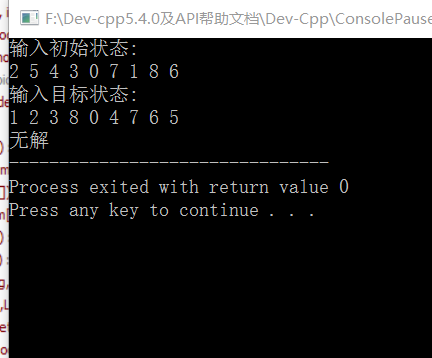 F:\Dev-cpp5.4.0及API帮助文档\Dev-Cpp\ConsolePause
输入初始状态:
2 5 4 3 0 7 1 8 6
输入目标状态:
1 2 3 8 0 4 7 6 5
无解
--------------------------------
Process exited with return value 0
Press any key to continue . . .